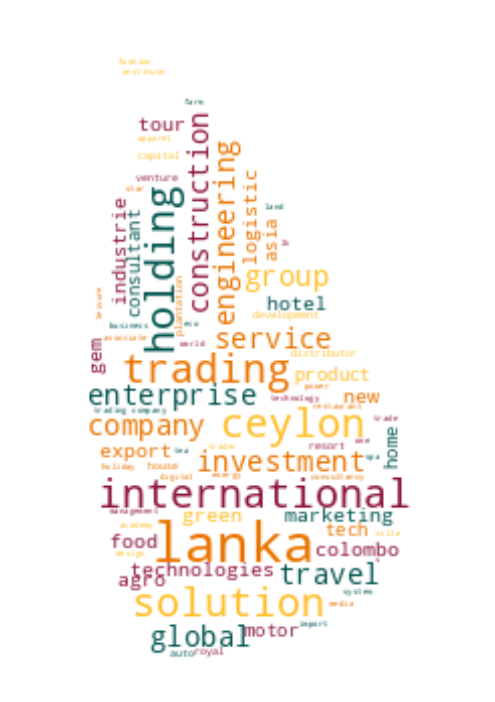 fashion
institute
farm
tour
construction
apparel
engineering
capital
logistic
venture
holding
star
industrie
consultant
land
asia
lk
group
plantation
leisure
hotel
development
business
eco
service
associate
world
gem
distributor
trading
product
power
enterprise
technology
new
restaurant
trading company
ceylon
trade
company
home
one
trader
resort
export
tea
investment
spa
holiday
house
energy
digital
consultancy
international
management
green
marketing
academy
tech
villa
food
lanka
colombo
design
technologies
travel
agro
system
solution
media
global
motor
import
auto
royal